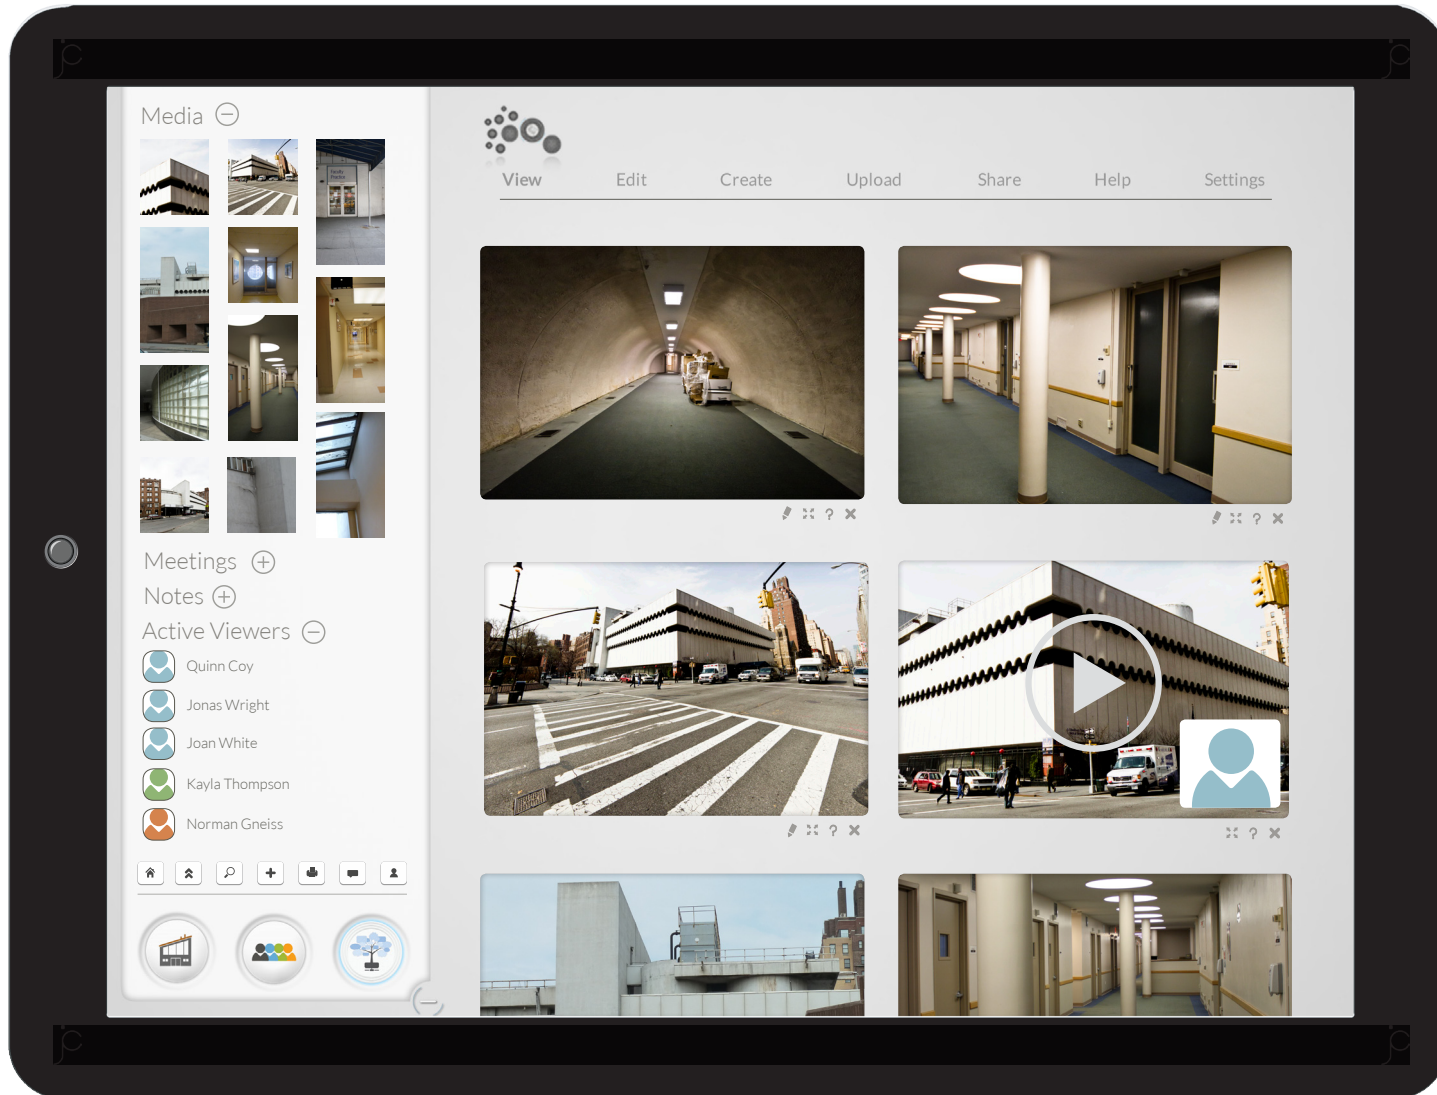 Media
Meetings
Notes
Active Viewers
Quinn Coy
Jonas Wright
Joan White
Kayla Thompson
Norman Gneiss
View Edit Create Upload Share Help Settings